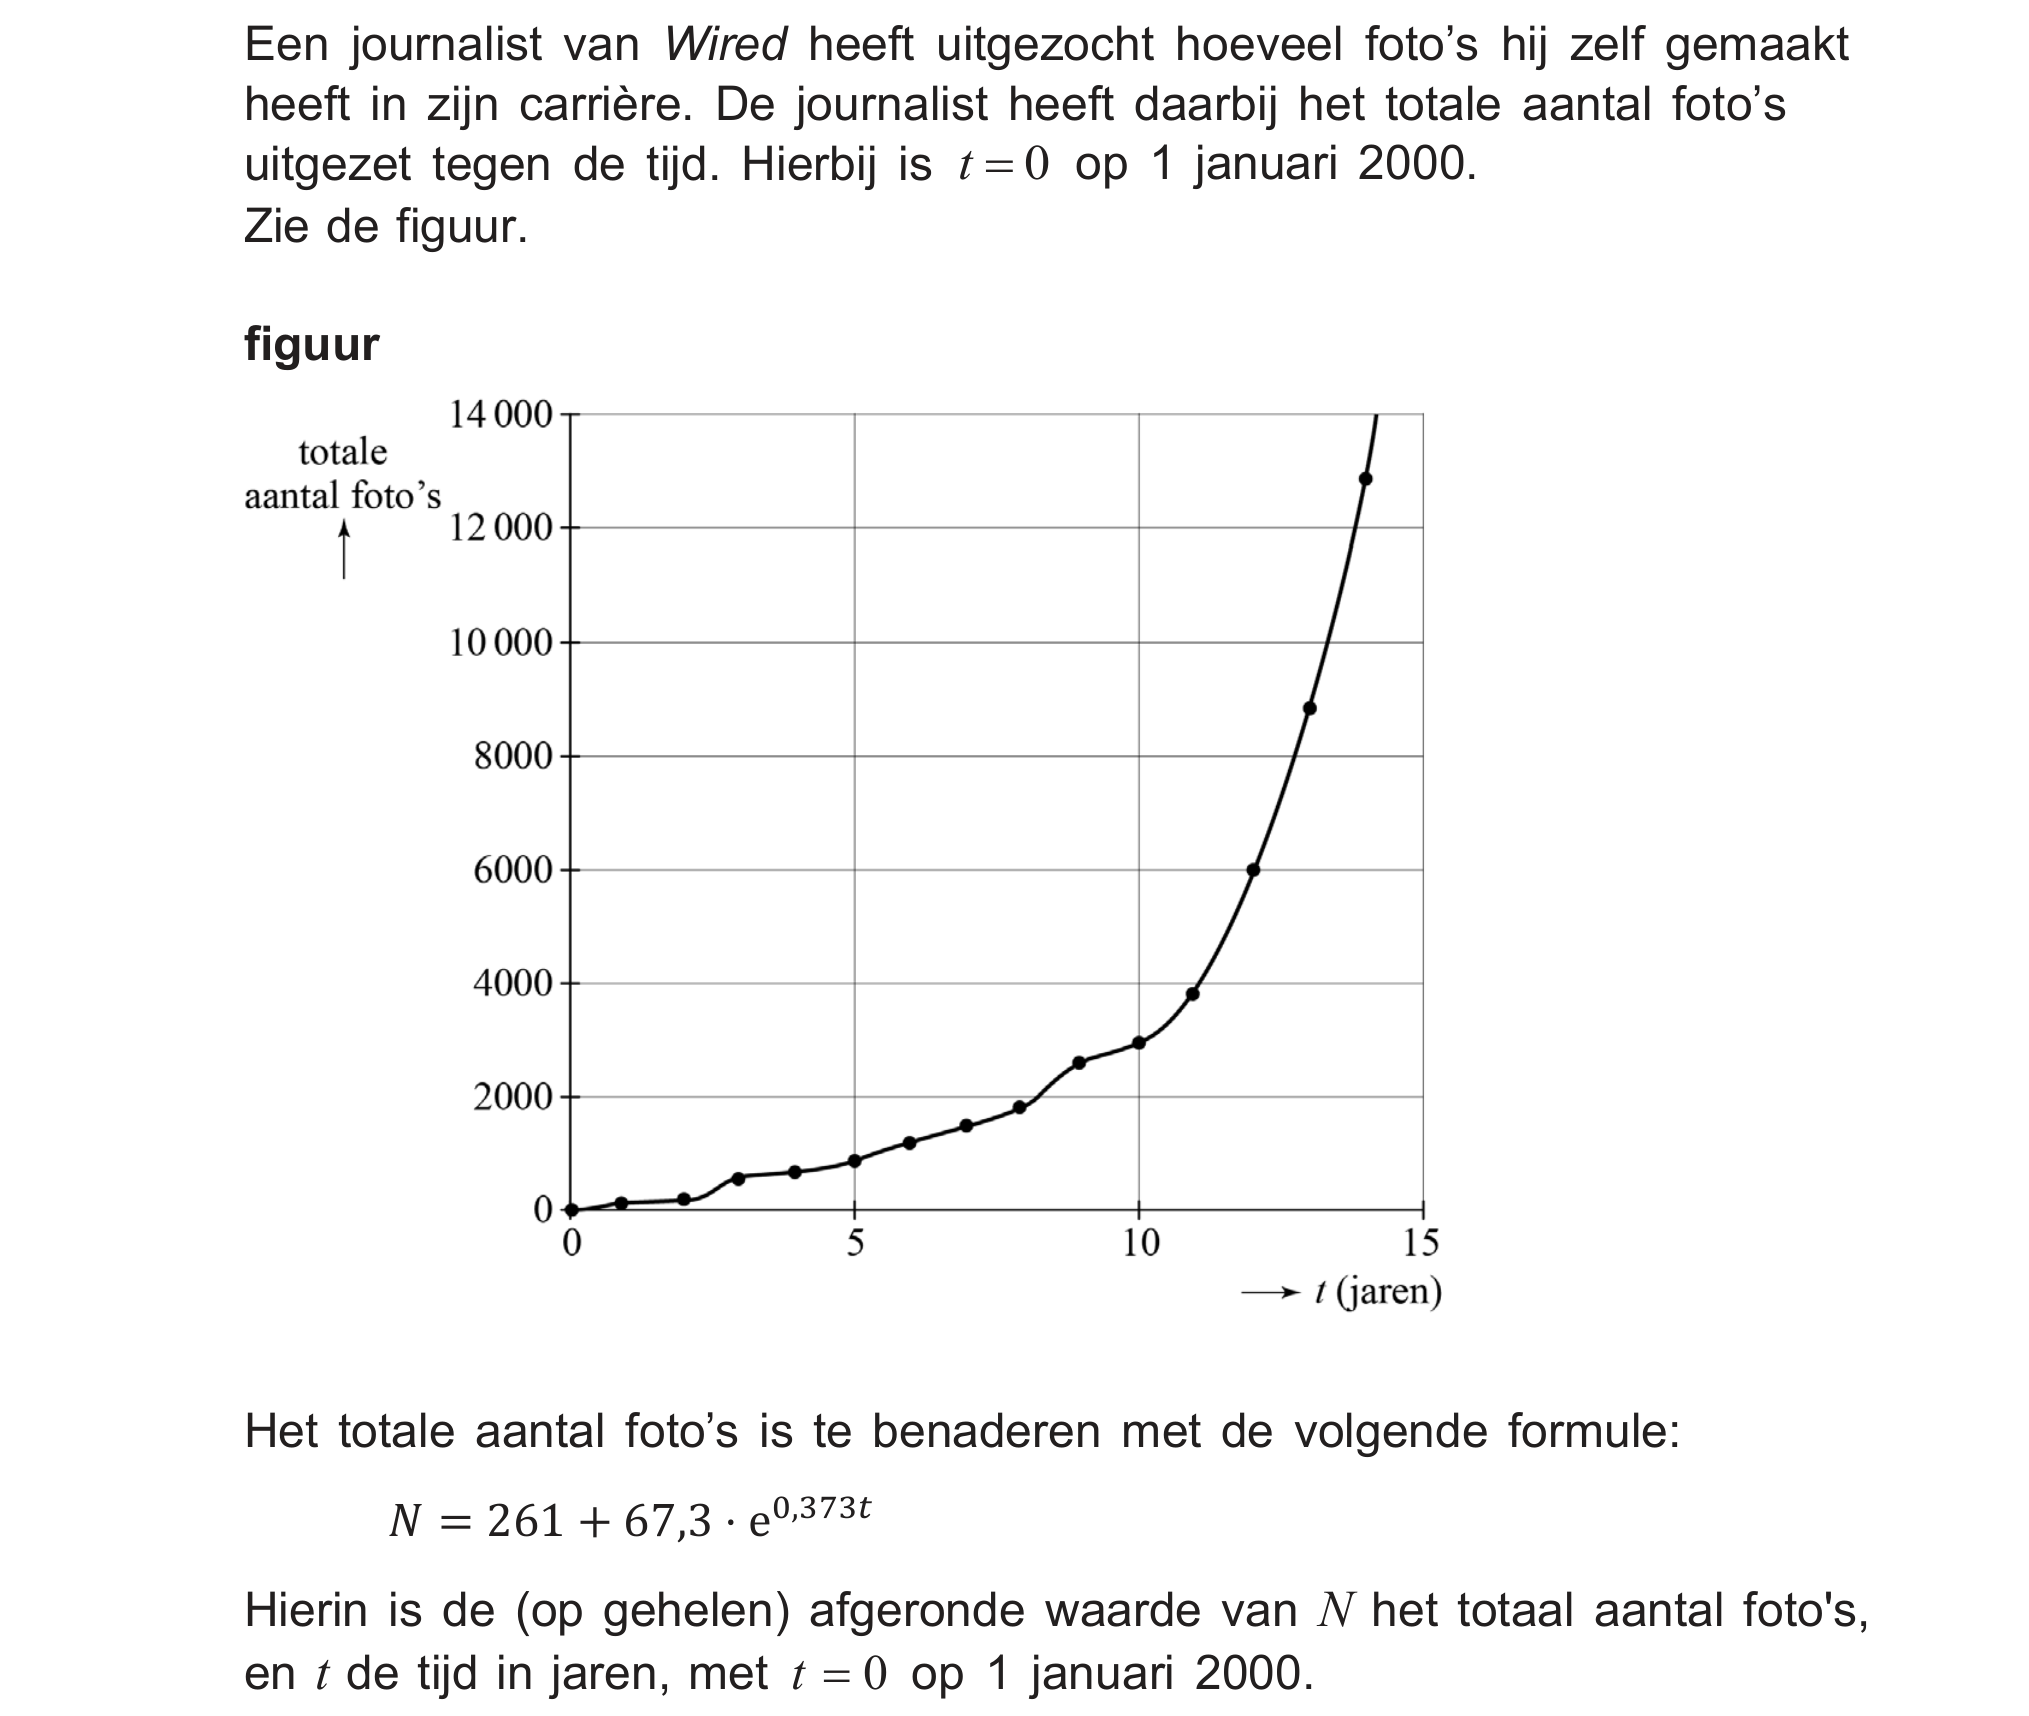 Een journalist van Wired heeft uitgezocht hoeveel foto’s hij zelf gemaakt
heeft in zijn carrière. De journalist heeft daarbij het totale aantal foto’s
uitgezet tegen de tijd. Hierbij is t = 0 op 1 januari 2000.
Zie de figuur.
figuur
14 000
totale
aantal foto’s
12 000
10 000
8000
6000
4000
2000
0
0 5 10 15
t (jaren)
Het totale aantal foto’s is te benaderen met de volgende formule:
N = 261 + 67,3 · e^0,373t
Hierin is de (op gehelen) afgeronde waarde van N het totaal aantal foto's,
en t de tijd in jaren, met t = 0 op 1 januari 2000.